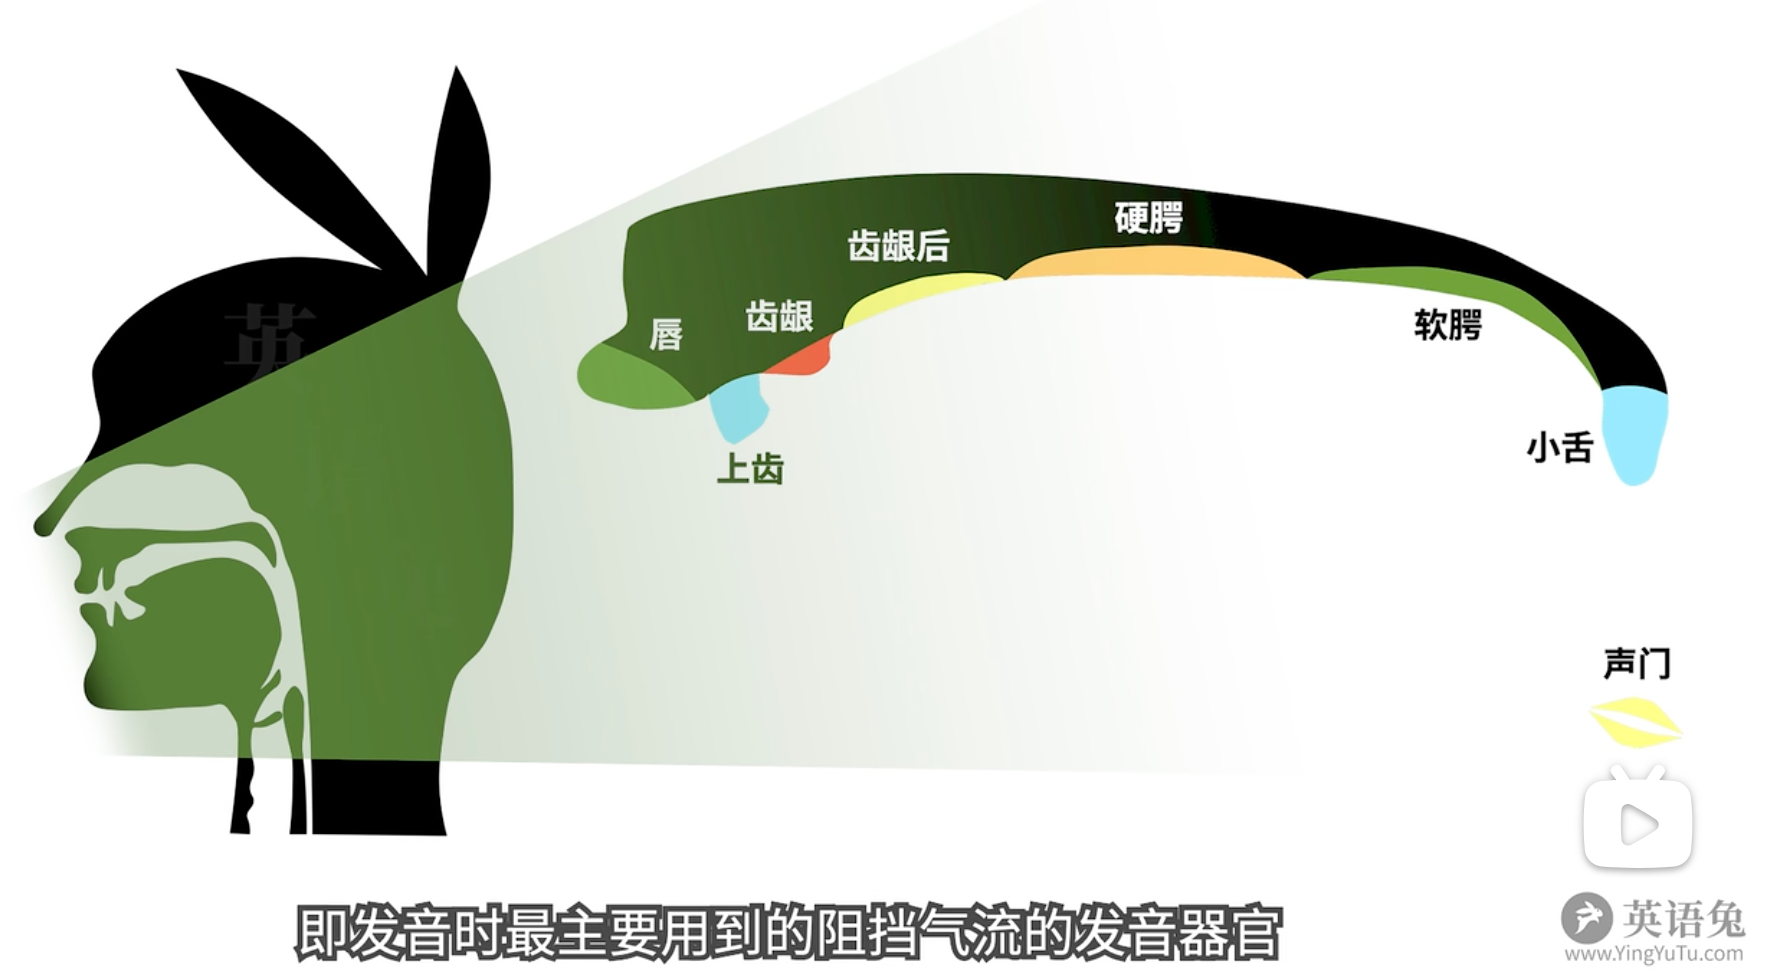 英
硬腭
齿龈后
齿龈
唇
软腭
上齿
小舌
声门
即发音时最主要用到的阻挡气流的发音器官
英语兔
www.YingYuTu.com